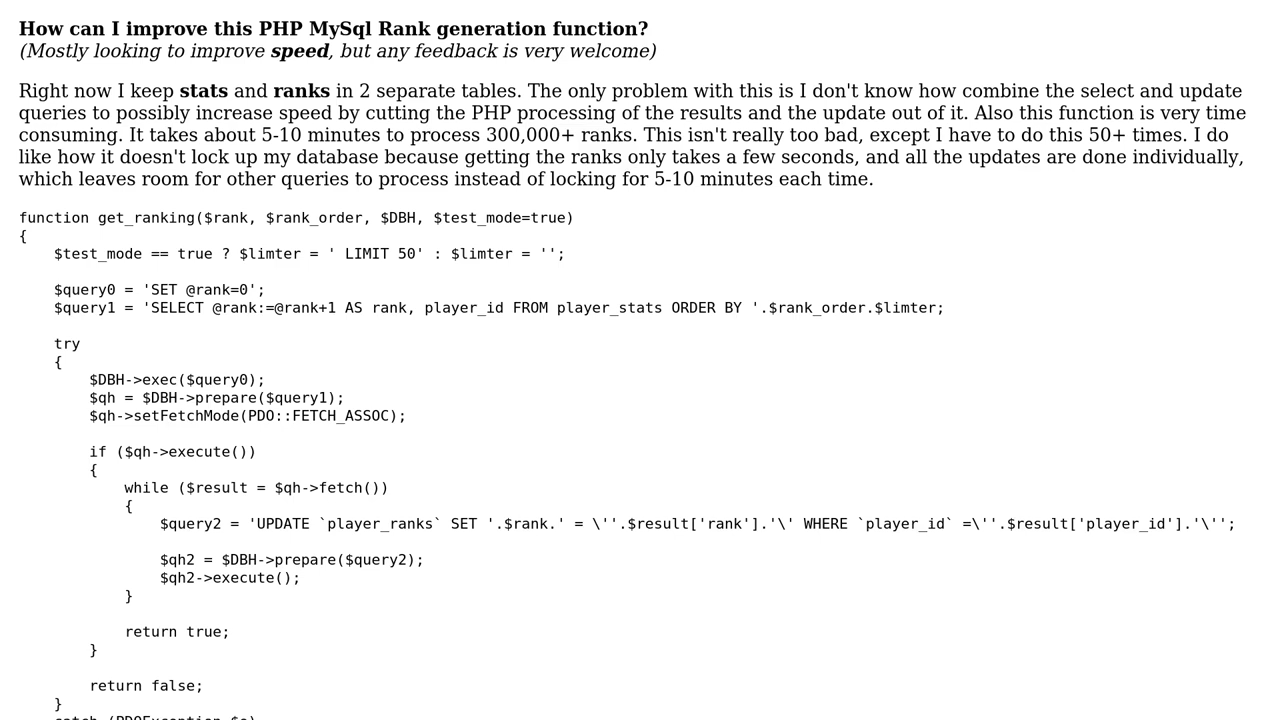 How can I improve this PHP MySql Rank generation function?
(Mostly looking to improve speed, but any feedback is very welcome)
Right now I keep stats and ranks in 2 separate tables. The only problem with this is I don't know how combine the select and update
queries to possibly increase speed by cutting the PHP processing of the results and the update out of it. Also this function is very time
consuming. It takes about 5-10 minutes to process 300,000+ ranks. This isn't really too bad, except I have to do this 50+ times. I do
like how it doesn't lock up my database because getting the ranks only takes a few seconds, and all the updates are done individually,
which leaves room for other queries to process instead of locking for 5-10 minutes each time.
function get_ranking($rank, $rank_order, $DBH, $test_mode=true)
{
    $test_mode == true ? $limter = ' LIMIT 50' : $limter = '';
    $query0 = 'SET @rank=0';
    $query1 = 'SELECT @rank:=@rank+1 AS rank, player_id FROM player_stats ORDER BY '.$rank_order.$limter;
    try
    {
        $DBH->exec($query0);
        $qh = $DBH->prepare($query1);
        $qh->setFetchMode(PDO::FETCH_ASSOC);
        if ($qh->execute())
        {
            while ($result = $qh->fetch())
            {
                $query2 = 'UPDATE `player_ranks` SET '.$rank.' = \''.$result['rank'].'\' WHERE `player_id` =\''.$result['player_id'].'\'';
                $qh2 = $DBH->prepare($query2);
                $qh2->execute();
            }
            return true;
        }
        return false;
    }
    catch (PDOException $e)